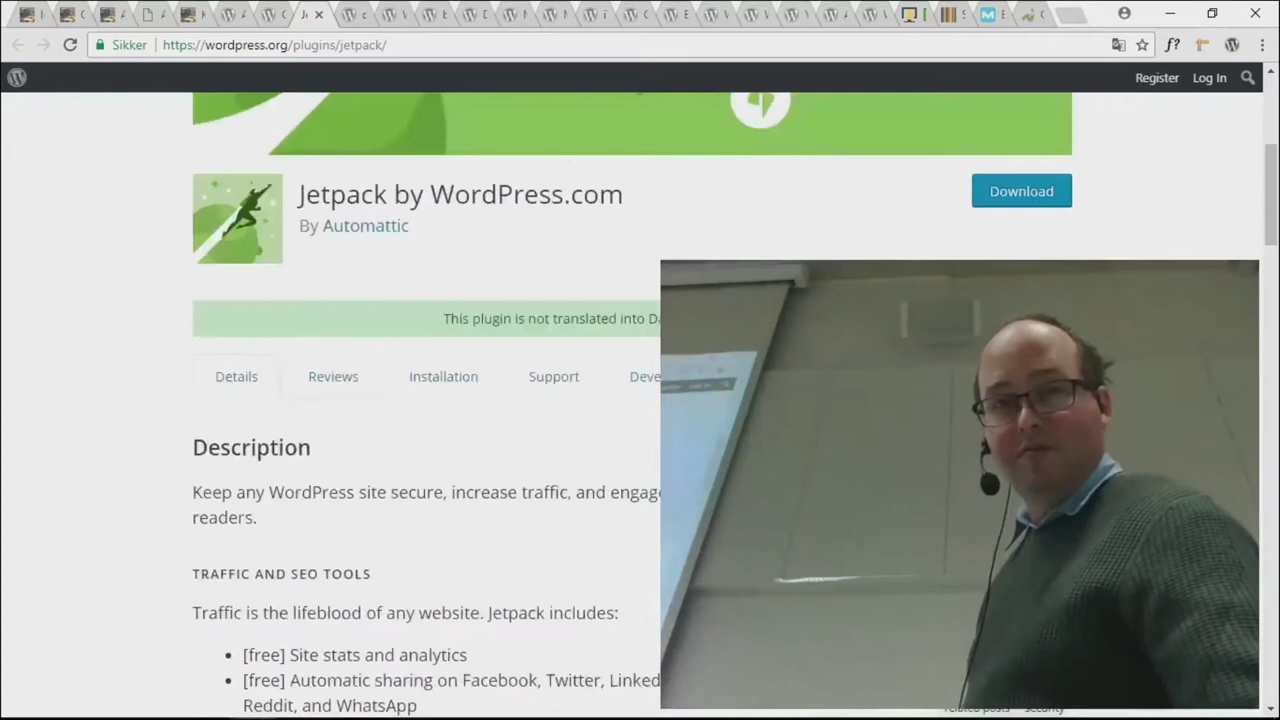 Sikker
https://wordpress.org/plugins/jetpack/
f?
Register Log In
Jetpack by WordPress.com
Download
By Automattic
This plugin is not translated into
Details Reviews Installation Support
Description
Keep any WordPress site secure, increase traffic, and
readers.
TRAFFIC AND SEO TOOLS
Traffic is the lifeblood of any website. Jetpack includes:
[free] Site stats and analytics
[free] Automatic sharing on Facebook, Twitter,
Reddit, and WhatsApp
related posts security